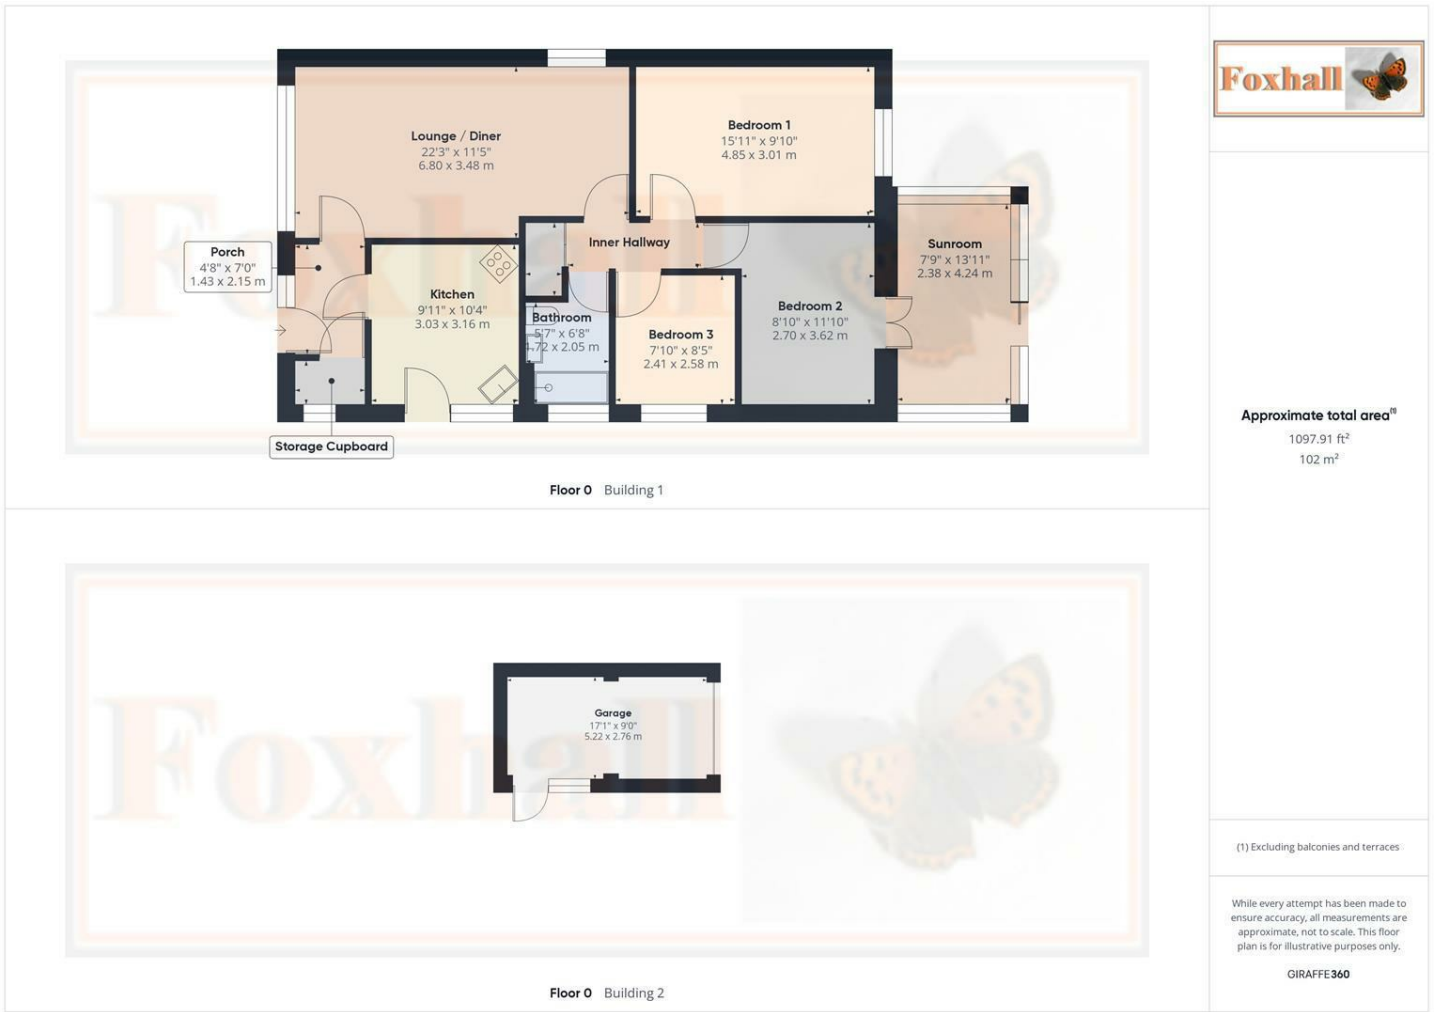 Lounge / Diner
22'3" x 11'5"
6.80 x 3.48 m
Bedroom 1
15'11" x 9'10"
4.85 x 3.01 m
Porch
4'8" x 7'0"
1.43 x 2.15 m
Inner Hallway
Sunroom
7'9" x 13'11"
2.38 x 4.24 m
Kitchen
9'11" x 10'4"
3.03 x 3.16 m
Bathroom
5'7" x 6'8"
1.72 x 2.05 m
Bedroom 3
7'10" x 8'5"
2.41 x 2.58 m
Bedroom 2
8'10" x 11'10"
2.70 x 3.62 m
Storage Cupboard
Foxhall
Floor 0 Building 1
Garage
17'1" x 9'0"
5.22 x 2.76 m
Foxhall
Floor 0 Building 2
Foxhall
Approximate total area(1)
1097.91 ft²
102 m²
(1) Excluding balconies and terraces
While every attempt has been made to
ensure accuracy, all measurements are
approximate, not to scale. This floor
plan is for illustrative purposes only.
GIRAFFE360